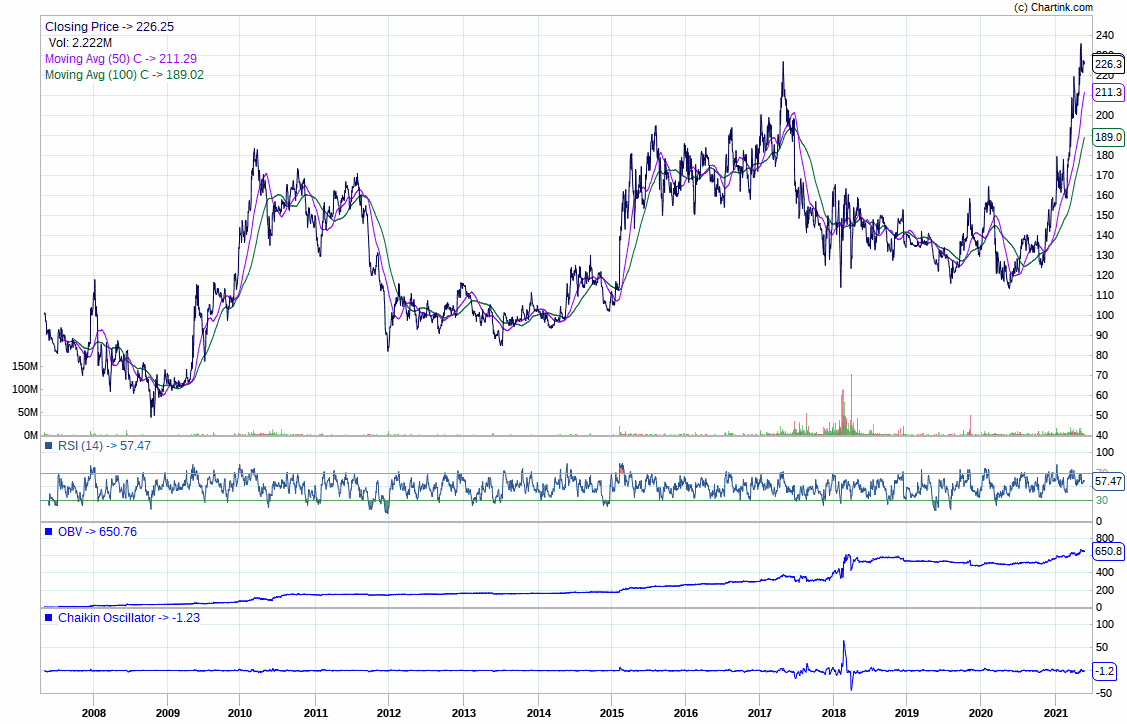 (c) Chartink.com
Closing Price -> 226.25
Vol: 2.222M
Moving Avg (50) C -> 211.29
Moving Avg (100) C -> 189.02
240
226.3
220
211.3
200
189.0
180
170
160
150
140
130
120
110
100
90
80
70
60
50
40
150M
100M
50M
0M
RSI (14) -> 57.47
100
70
57.47
30
0
OBV -> 650.76
800
650.8
400
200
0
Chaikin Oscillator -> -1.23
100
50
-1.2
-50
2008 2009 2010 2011 2012 2013 2014 2015 2016 2017 2018 2019 2020 2021